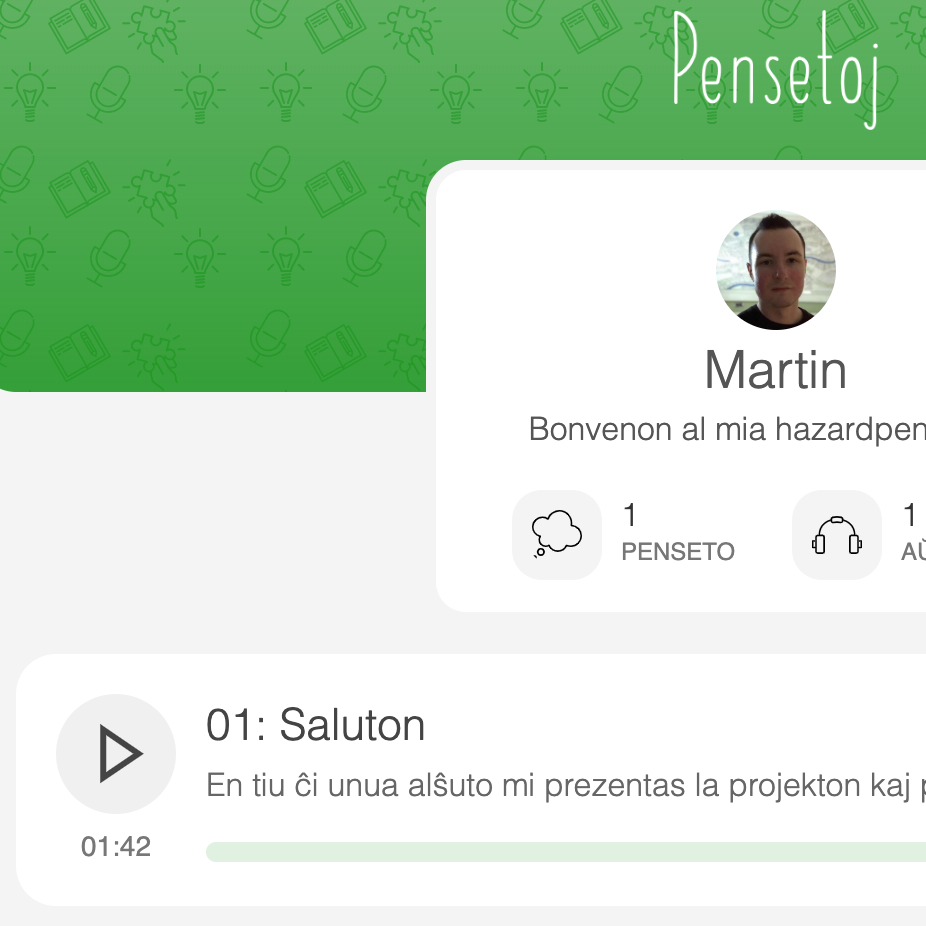 Pensetoj
Martin
Bonvenon al mia hazardpen
1
PENSETO
1
AŬ
01: Saluton
En tiu ĉi unua alŝuto mi prezentas la projekton kaj p
01:42